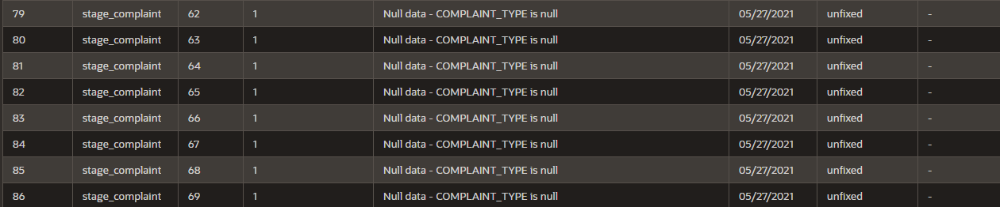 79 stage_complaint 62 1 Null data - COMPLAINT_TYPE is null 05/27/2021 unfixed -
80 stage_complaint 63 1 Null data - COMPLAINT_TYPE is null 05/27/2021 unfixed -
81 stage_complaint 64 1 Null data - COMPLAINT_TYPE is null 05/27/2021 unfixed -
82 stage_complaint 65 1 Null data - COMPLAINT_TYPE is null 05/27/2021 unfixed -
83 stage_complaint 66 1 Null data - COMPLAINT_TYPE is null 05/27/2021 unfixed -
84 stage_complaint 67 1 Null data - COMPLAINT_TYPE is null 05/27/2021 unfixed -
85 stage_complaint 68 1 Null data - COMPLAINT_TYPE is null 05/27/2021 unfixed -
86 stage_complaint 69 1 Null data - COMPLAINT_TYPE is null 05/27/2021 unfixed -